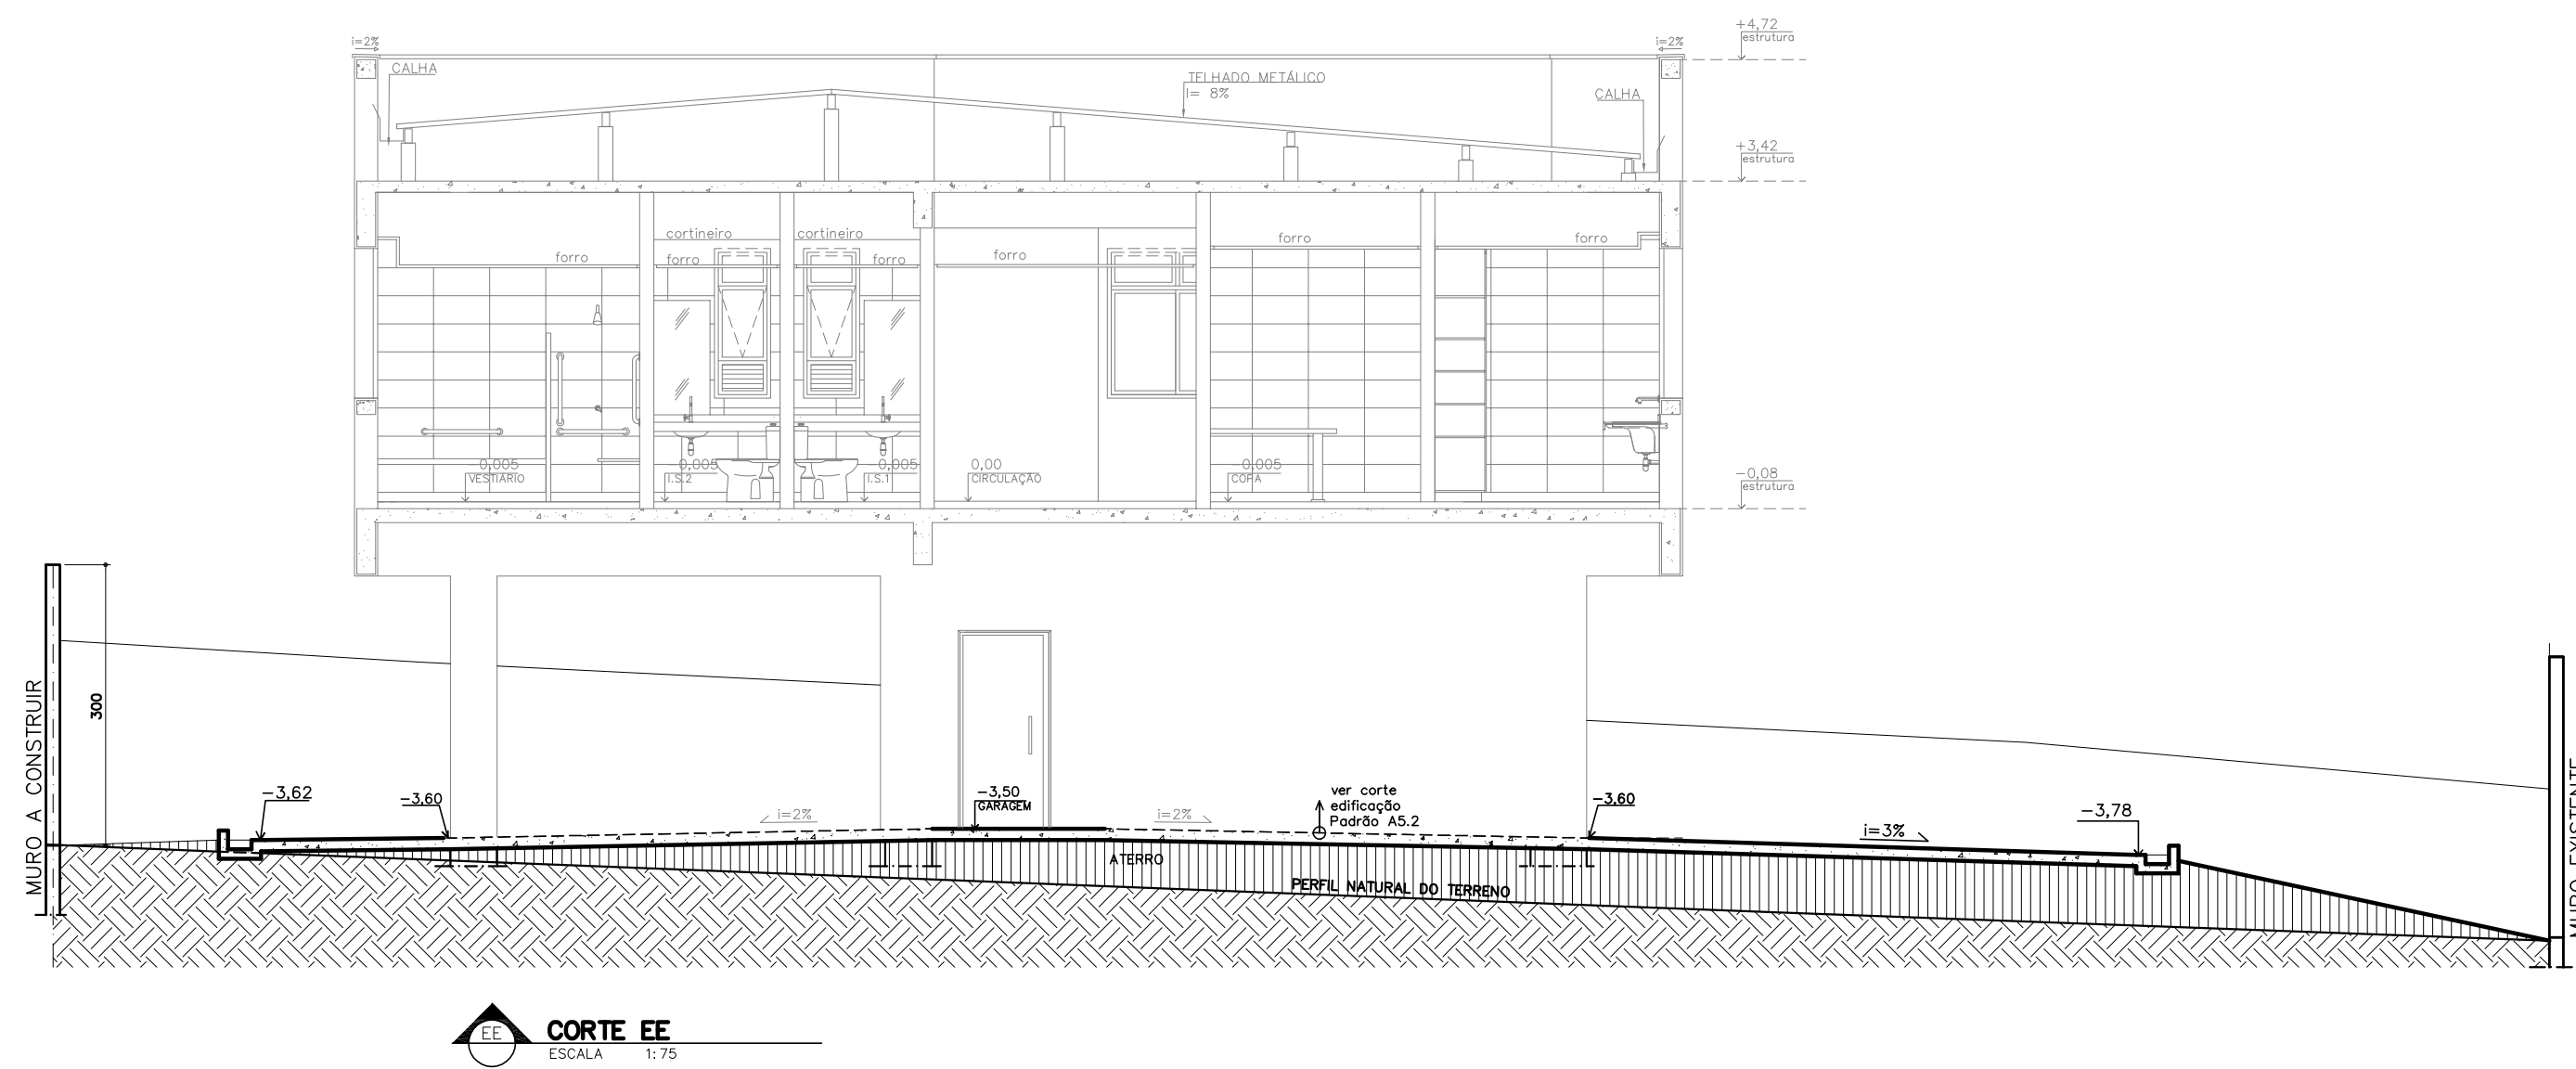 +4,72
estrutura
i=2%
i=2%
CALHA
TELHADO METÁLICO
I= 8%
CALHA
+3,42
estrutura
cortineiro
cortineiro
forro
forro
forro
forro
forro
forro
-0,005
VESTIARIO
-0,005
I.S.2
-0,005
I.S.1
0,00
CIRCULAÇÃO
-0,005
COPA
-0,08
estrutura
MURO A CONSTRUIR
300
-3,62
-3,60
i=2%
-3,50
GARAGEM
i=2%
ver corte
edificação
Padrão A5.2
-3,60
i=3%
-3,78
MURO EXISTENTE
ATERRO
PERFIL NATURAL DO TERRENO
EE
CORTE EE
ESCALA 1:75